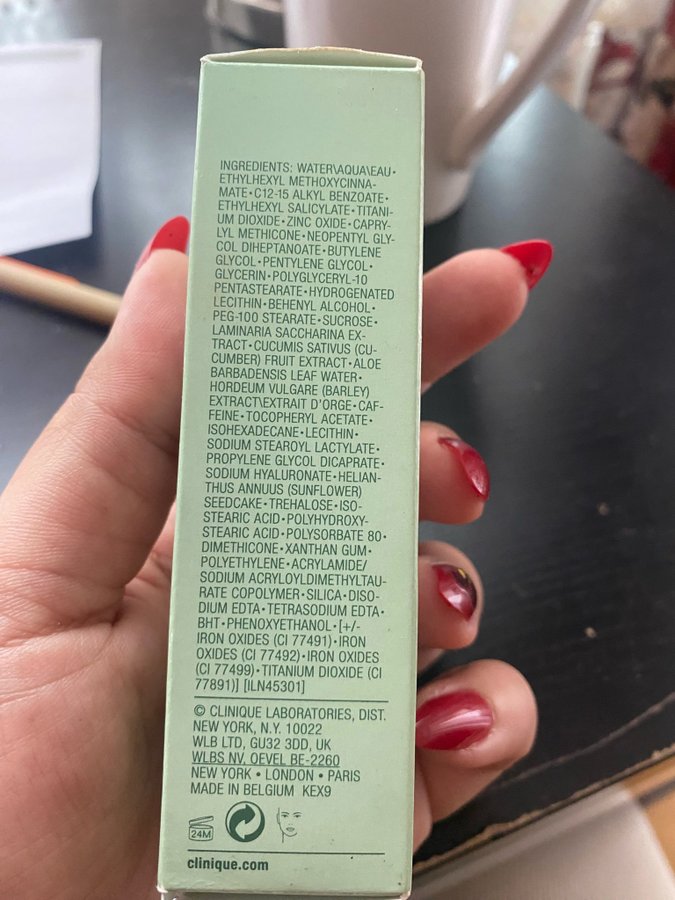 INGREDIENTS: WATER\AQUA\EAU•
ETHYLHEXYL METHOXYCINNA-
MATE•C12-15 ALKYL BENZOATE•
ETHYLHEXYL SALICYLATE•TITANI-
UM DIOXIDE•ZINC OXIDE•CAPRY-
LYL METHICONE•NEOPENTYL GLY-
COL DIHEPTANOATE•BUTYLENE
GLYCOL•PENTYLENE GLYCOL•
GLYCERIN•POLYGLYCERYL-10
PENTASTEARATE•HYDROGENATED
LECITHIN•BEHENYL ALCOHOL•
PEG-100 STEARATE•SUCROSE•
LAMINARIA SACCHARINA EX-
TRACT•CUCUMIS SATIVUS (CU-
CUMBER) FRUIT EXTRACT•ALOE
BARBADENSIS LEAF WATER•
HORDEUM VULGARE (BARLEY)
EXTRACT\EXTRAIT D'ORGE•CAF-
FEINE•TOCOPHERYL ACETATE•
ISOHEXADECANE•LECITHIN•
SODIUM STEAROYL LACTYLATE•
PROPYLENE GLYCOL DICAPRATE•
SODIUM HYALURONATE•HELIAN-
THUS ANNUUS (SUNFLOWER)
SEEDCAKE•TREHALOSE•ISO-
STEARIC ACID•POLYHYDROXY-
STEARIC ACID•POLYSORBATE 80•
DIMETHICONE•XANTHAN GUM•
POLYETHYLENE•ACRYLAMIDE/
SODIUM ACRYLOYLDIMETHYLTAU-
RATE COPOLYMER•SILICA•DISO-
DIUM EDTA•TETRASODIUM EDTA•
BHT•PHENOXYETHANOL•[+/-
IRON OXIDES (CI 77491)•IRON
OXIDES (CI 77492)•IRON OXIDES
(CI 77499)•TITANIUM DIOXIDE (CI
77891)] [ILN45301]
© CLINIQUE LABORATORIES, DIST.
NEW YORK, N.Y. 10022
WLB LTD, GU32 3DD, UK
WLBS NV. OEVEL BE-2260
NEW YORK • LONDON • PARIS
MADE IN BELGIUM KEX9
24M
clinique.com